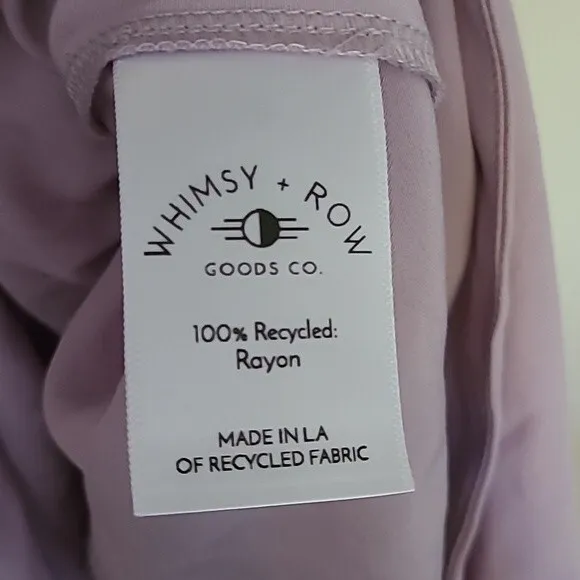 WHIMSY + ROW
GOODS CO.
100% Recycled:
Rayon
MADE IN LA
OF RECYCLED FABRIC